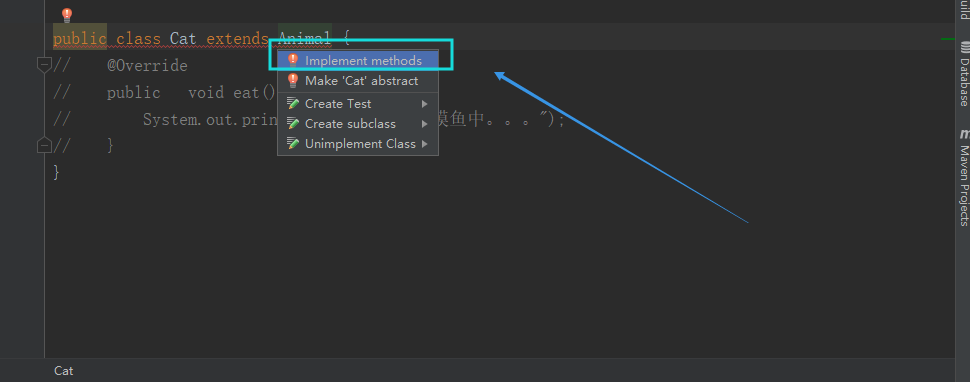 public class Cat extends Animal {
Implement methods
// @Override
Make 'Cat' abstract
// public void eat()
Create Test
// System.out.prin 摸鱼中。。。");
Create subclass
// }
Unimplement Class
}
Cat
uild
Database
Maven Projects